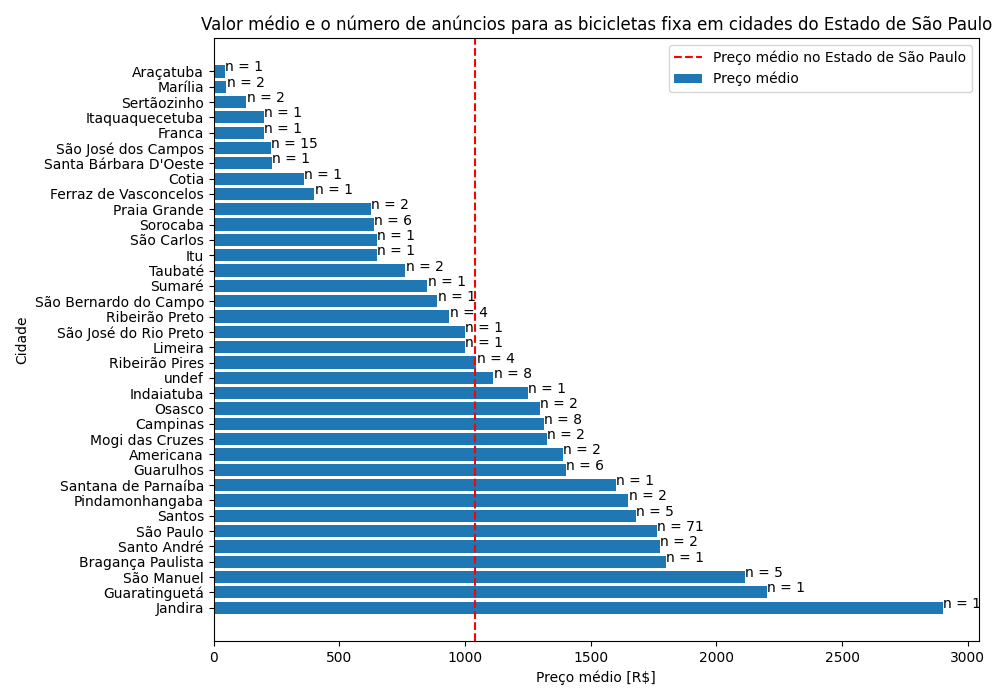 Valor médio e o número de anúncios para as bicicletas fixa em cidades do Estado de São Paulo
Preço médio no Estado de São Paulo
Preço médio
Cidade
Araçatuba n = 1
Marília n = 2
Sertãozinho n = 2
Itaquaquecetuba n = 1
Franca n = 1
São José dos Campos n = 15
Santa Bárbara D'Oeste n = 1
Cotia n = 1
Ferraz de Vasconcelos n = 1
Praia Grande n = 2
Sorocaba n = 6
São Carlos n = 1
Itu n = 1
Taubaté n = 2
Sumaré n = 1
São Bernardo do Campo n = 1
Ribeirão Preto n = 4
São José do Rio Preto n = 1
Limeira n = 1
Ribeirão Pires n = 4
undef n = 8
Indaiatuba n = 1
Osasco n = 2
Campinas n = 8
Mogi das Cruzes n = 2
Americana n = 2
Guarulhos n = 6
Santana de Parnaíba n = 1
Pindamonhangaba n = 2
Santos n = 5
São Paulo n = 71
Santo André n = 2
Bragança Paulista n = 1
São Manuel n = 5
Guaratinguetá n = 1
Jandira n = 1
0 500 1000 1500 2000 2500 3000
Preço médio [R$]